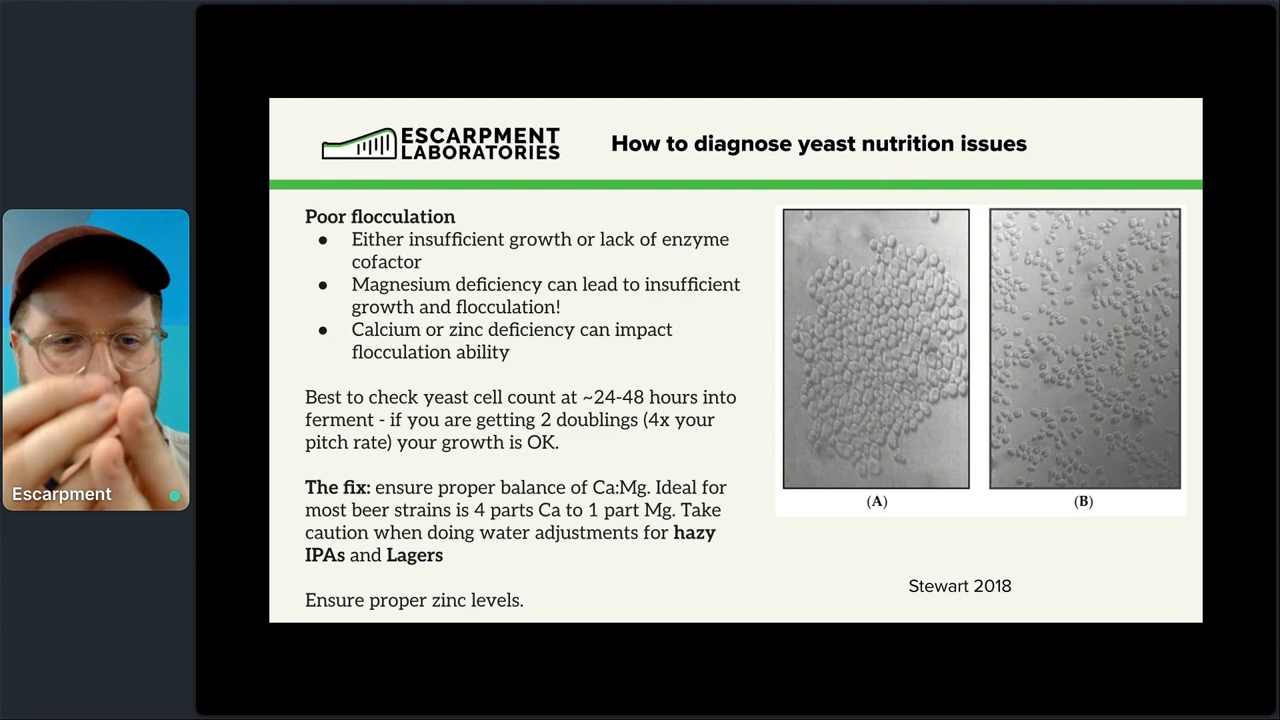 ESCARPMENT
LABORATORIES
How to diagnose yeast nutrition issues
Poor flocculation
● Either insufficient growth or lack of enzyme
cofactor
● Magnesium deficiency can lead to insufficient
growth and flocculation!
● Calcium or zinc deficiency can impact
flocculation ability
Best to check yeast cell count at ~24-48 hours into
ferment - if you are getting 2 doublings (4x your
pitch rate) your growth is OK.
The fix: ensure proper balance of Ca:Mg. Ideal for
most beer strains is 4 parts Ca to 1 part Mg. Take
caution when doing water adjustments for hazy
IPAs and Lagers
Ensure proper zinc levels.
(A)
(B)
Stewart 2018
Escarpment